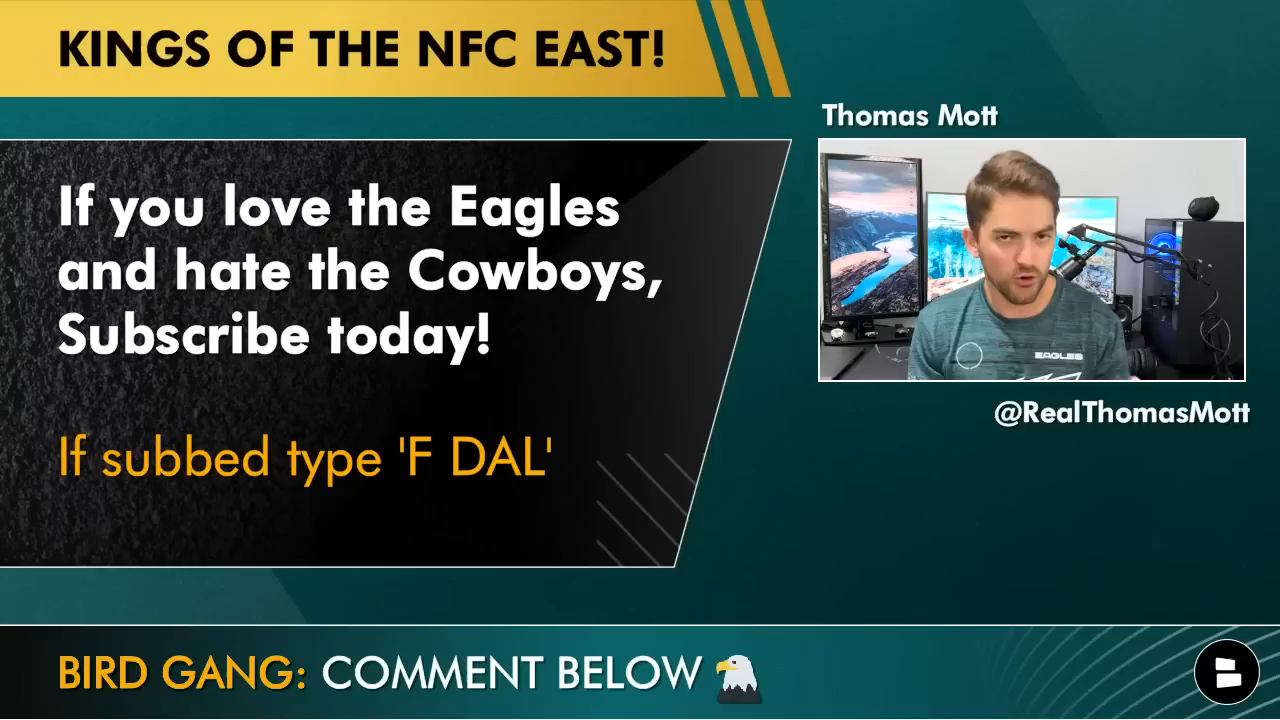 KINGS OF THE NFC EAST!
Thomas Mott
If you love the Eagles
and hate the Cowboys,
Subscribe today!
If subbed type 'F DAL'
EAGLES
@RealThomasMott
BIRD GANG: COMMENT BELOW